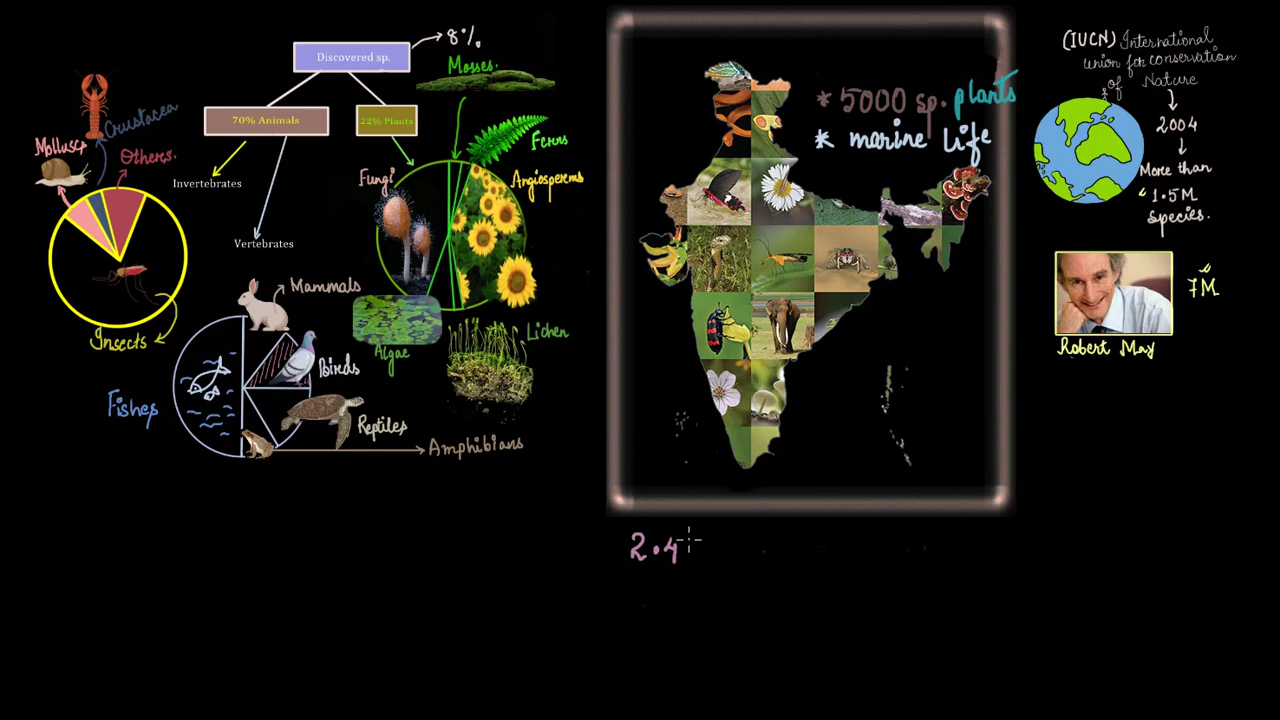 Discovered sp.
8%
70% Animals
22% Plants
Invertebrates
Vertebrates
Crustacea
Mollusca
Others.
Insects
Fishes
Mammals
Birds
Reptiles
Amphibians
Mosses
Ferns
Angiosperms
Fungi
Algae
Lichen
* 5000 sp. plants
* marine life
2.4
(IUCN) International
Union for conservation
of
Nature
2004
More than
1.5M
species.
7M
Robert May